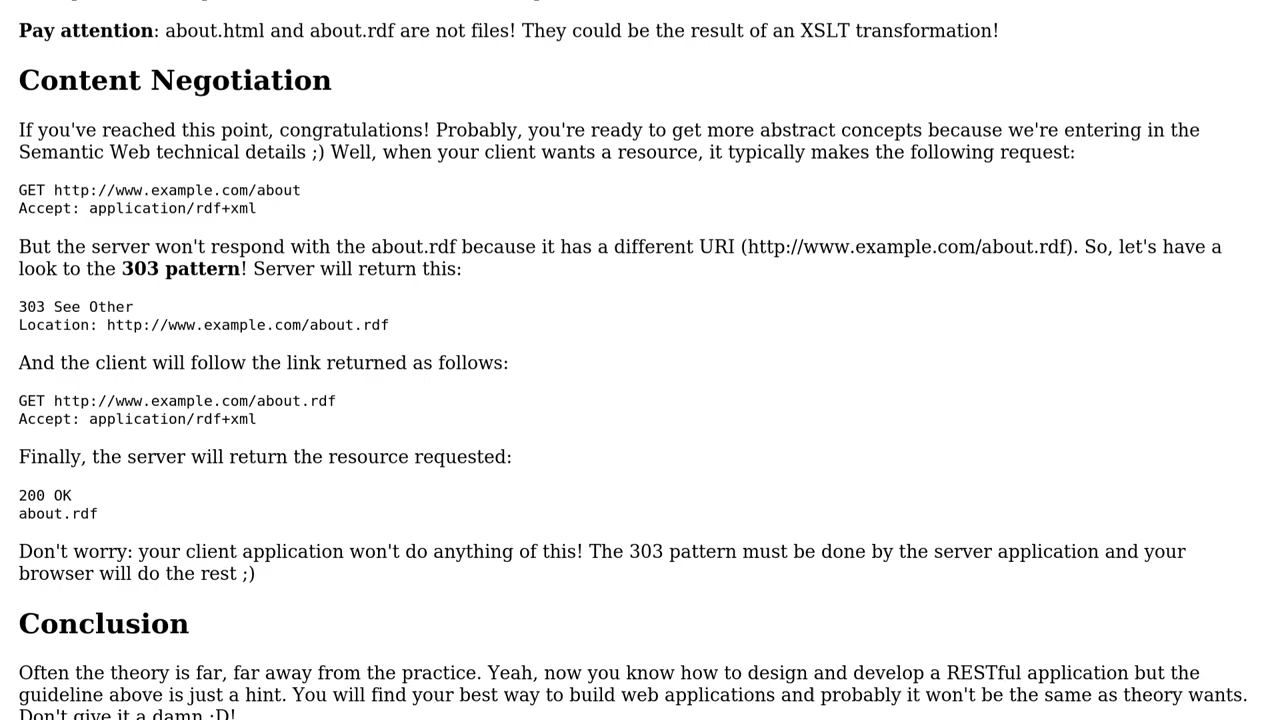 Pay attention: about.html and about.rdf are not files! They could be the result of an XSLT transformation!
Content Negotiation
If you've reached this point, congratulations! Probably, you're ready to get more abstract concepts because we're entering in the
Semantic Web technical details ;) Well, when your client wants a resource, it typically makes the following request:
GET http://www.example.com/about
Accept: application/rdf+xml
But the server won't respond with the about.rdf because it has a different URI (http://www.example.com/about.rdf). So, let's have a
look to the 303 pattern! Server will return this:
303 See Other
Location: http://www.example.com/about.rdf
And the client will follow the link returned as follows:
GET http://www.example.com/about.rdf
Accept: application/rdf+xml
Finally, the server will return the resource requested:
200 OK
about.rdf
Don't worry: your client application won't do anything of this! The 303 pattern must be done by the server application and your
browser will do the rest ;)
Conclusion
Often the theory is far, far away from the practice. Yeah, now you know how to design and develop a RESTful application but the
guideline above is just a hint. You will find your best way to build web applications and probably it won't be the same as theory wants.
Don't give it a damn :D!